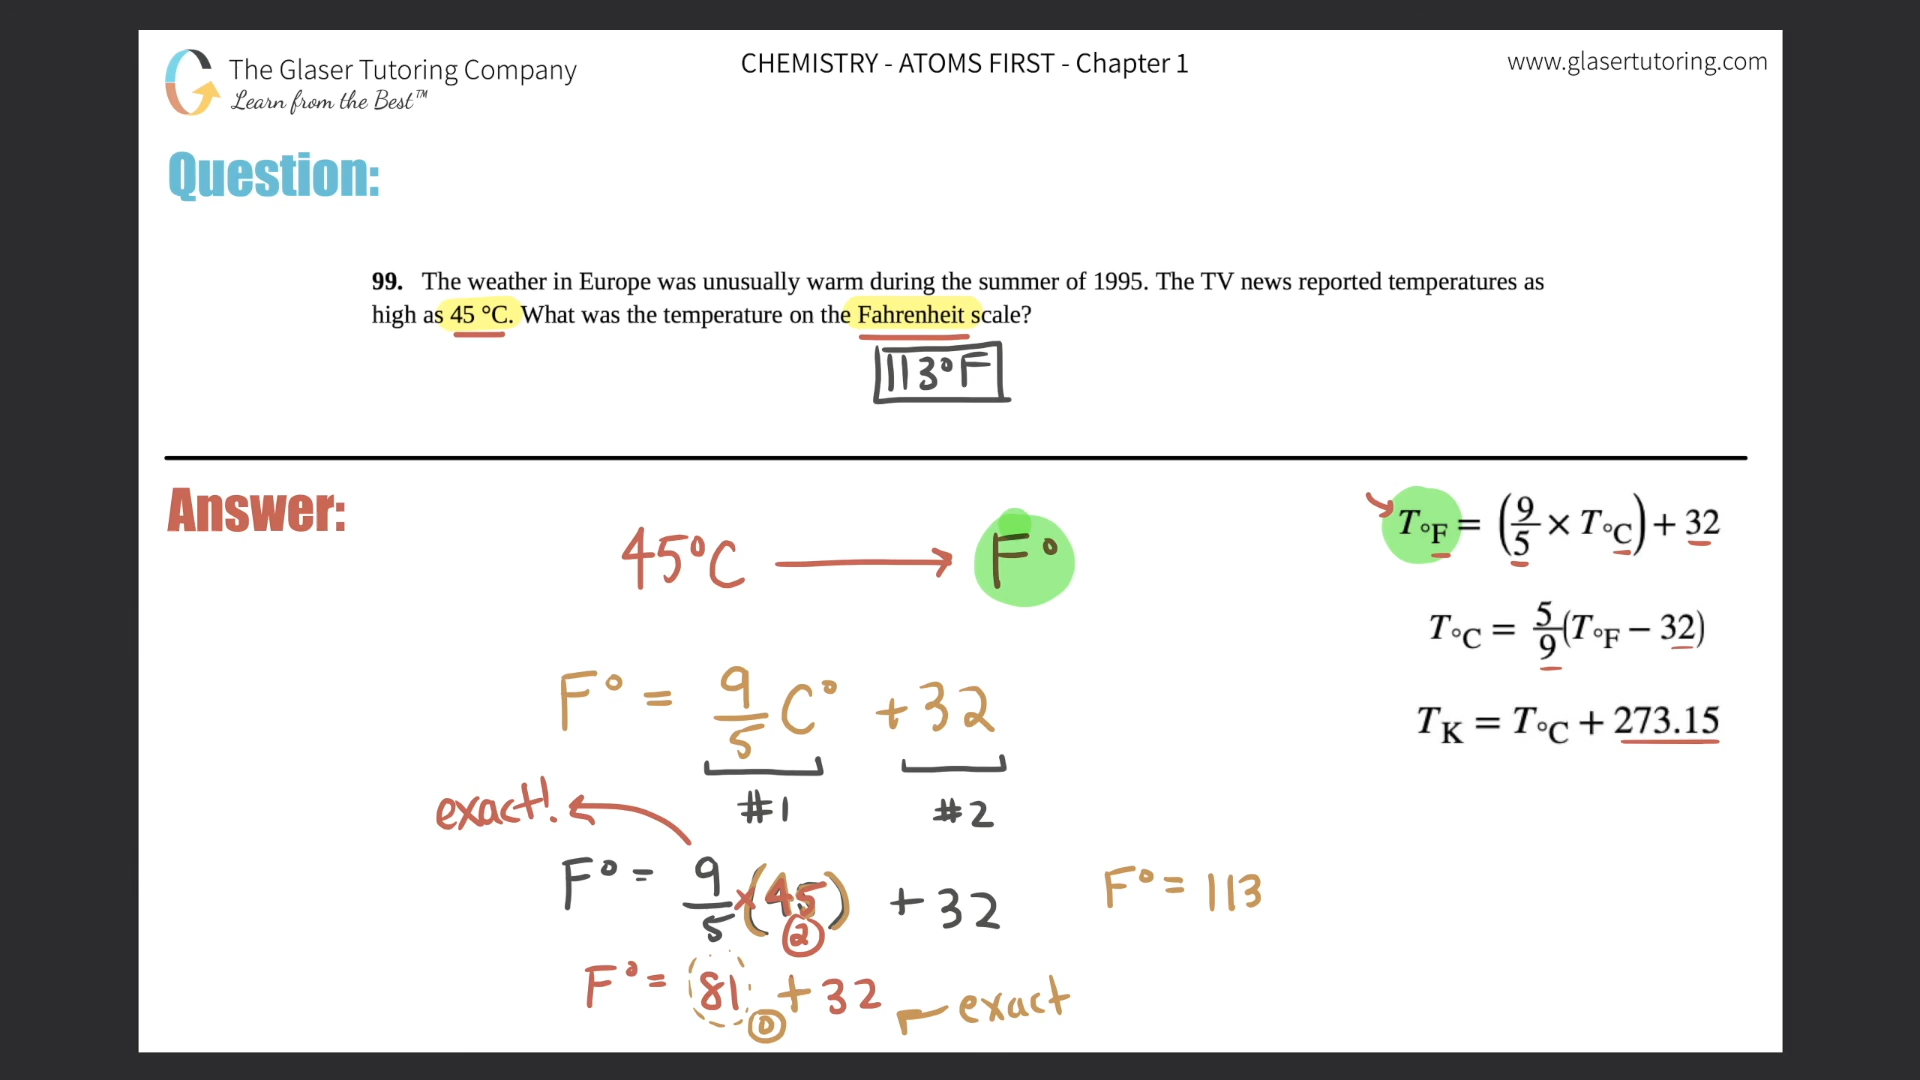 The Glaser Tutoring Company
Learn from the Best™
CHEMISTRY - ATOMS FIRST - Chapter 1
www.glasertutoring.com
Question:
99. The weather in Europe was unusually warm during the summer of 1995. The TV news reported temperatures as
high as 45 °C. What was the temperature on the Fahrenheit scale?
113°F
Answer:
45°C → F°
F° = 9/5 C° + 32
#1 #2
exact!
F° = 9/5 × (45) + 32
2
F° = 81 + 32
0
exact
F° = 113
T°F = (9/5 × T°C) + 32
T°C = 5/9 (T°F − 32)
TK = T°C + 273.15